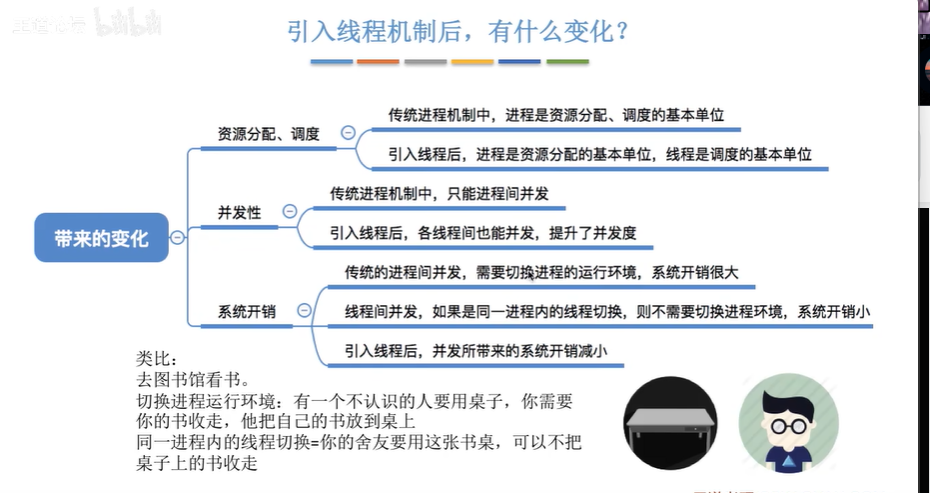 bilibili
引入线程机制后，有什么变化？
资源分配、调度
传统进程机制中，进程是资源分配、调度的基本单位
引入线程后，进程是资源分配的基本单位，线程是调度的基本单位
并发性
传统进程机制中，只能进程间并发
引入线程后，各线程间也能并发，提升了并发度
带来的变化
系统开销
传统的进程间并发，需要切换进程的运行环境，系统开销很大
线程间并发，如果是同一进程内的线程切换，则不需要切换进程环境，系统开销小
引入线程后，并发所带来的系统开销减小
类比：
去图书馆看书。
切换进程运行环境：有一个不认识的人要用桌子，你需要
你的书收走，他把自己的书放到桌上
同一进程内的线程切换=你的舍友要用这张书桌，可以不把
桌子上的书收走